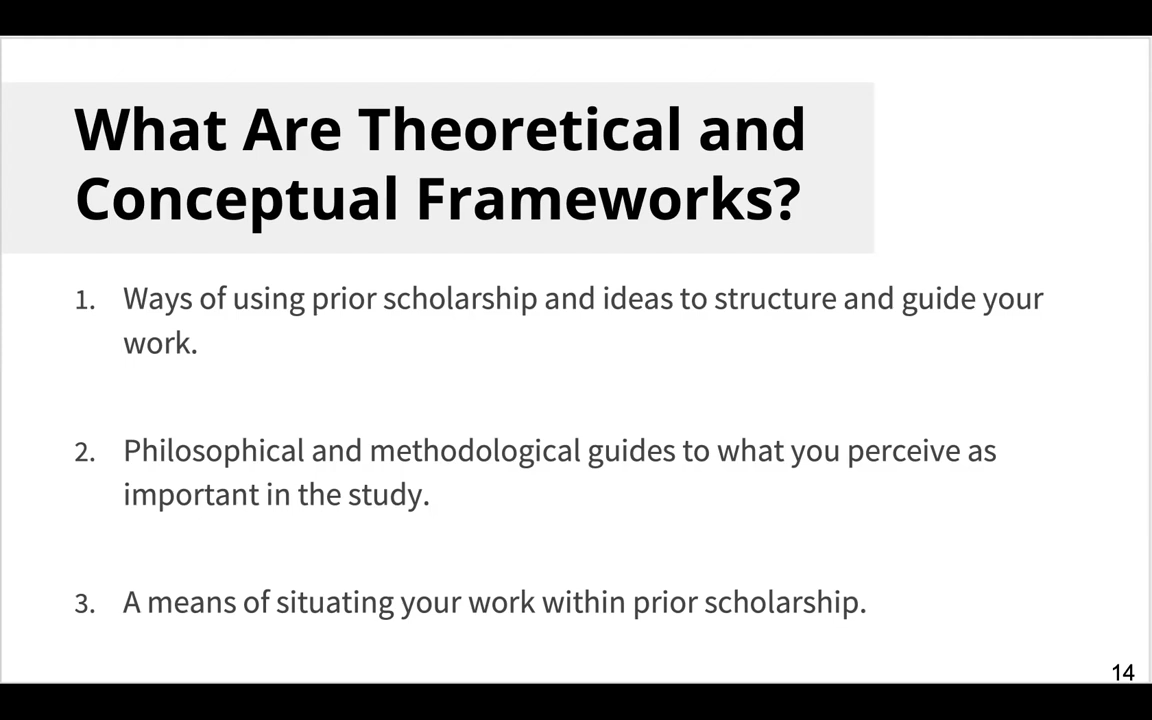 What Are Theoretical and
Conceptual Frameworks?
1. Ways of using prior scholarship and ideas to structure and guide your
work.
2. Philosophical and methodological guides to what you perceive as
important in the study.
3. A means of situating your work within prior scholarship.
14